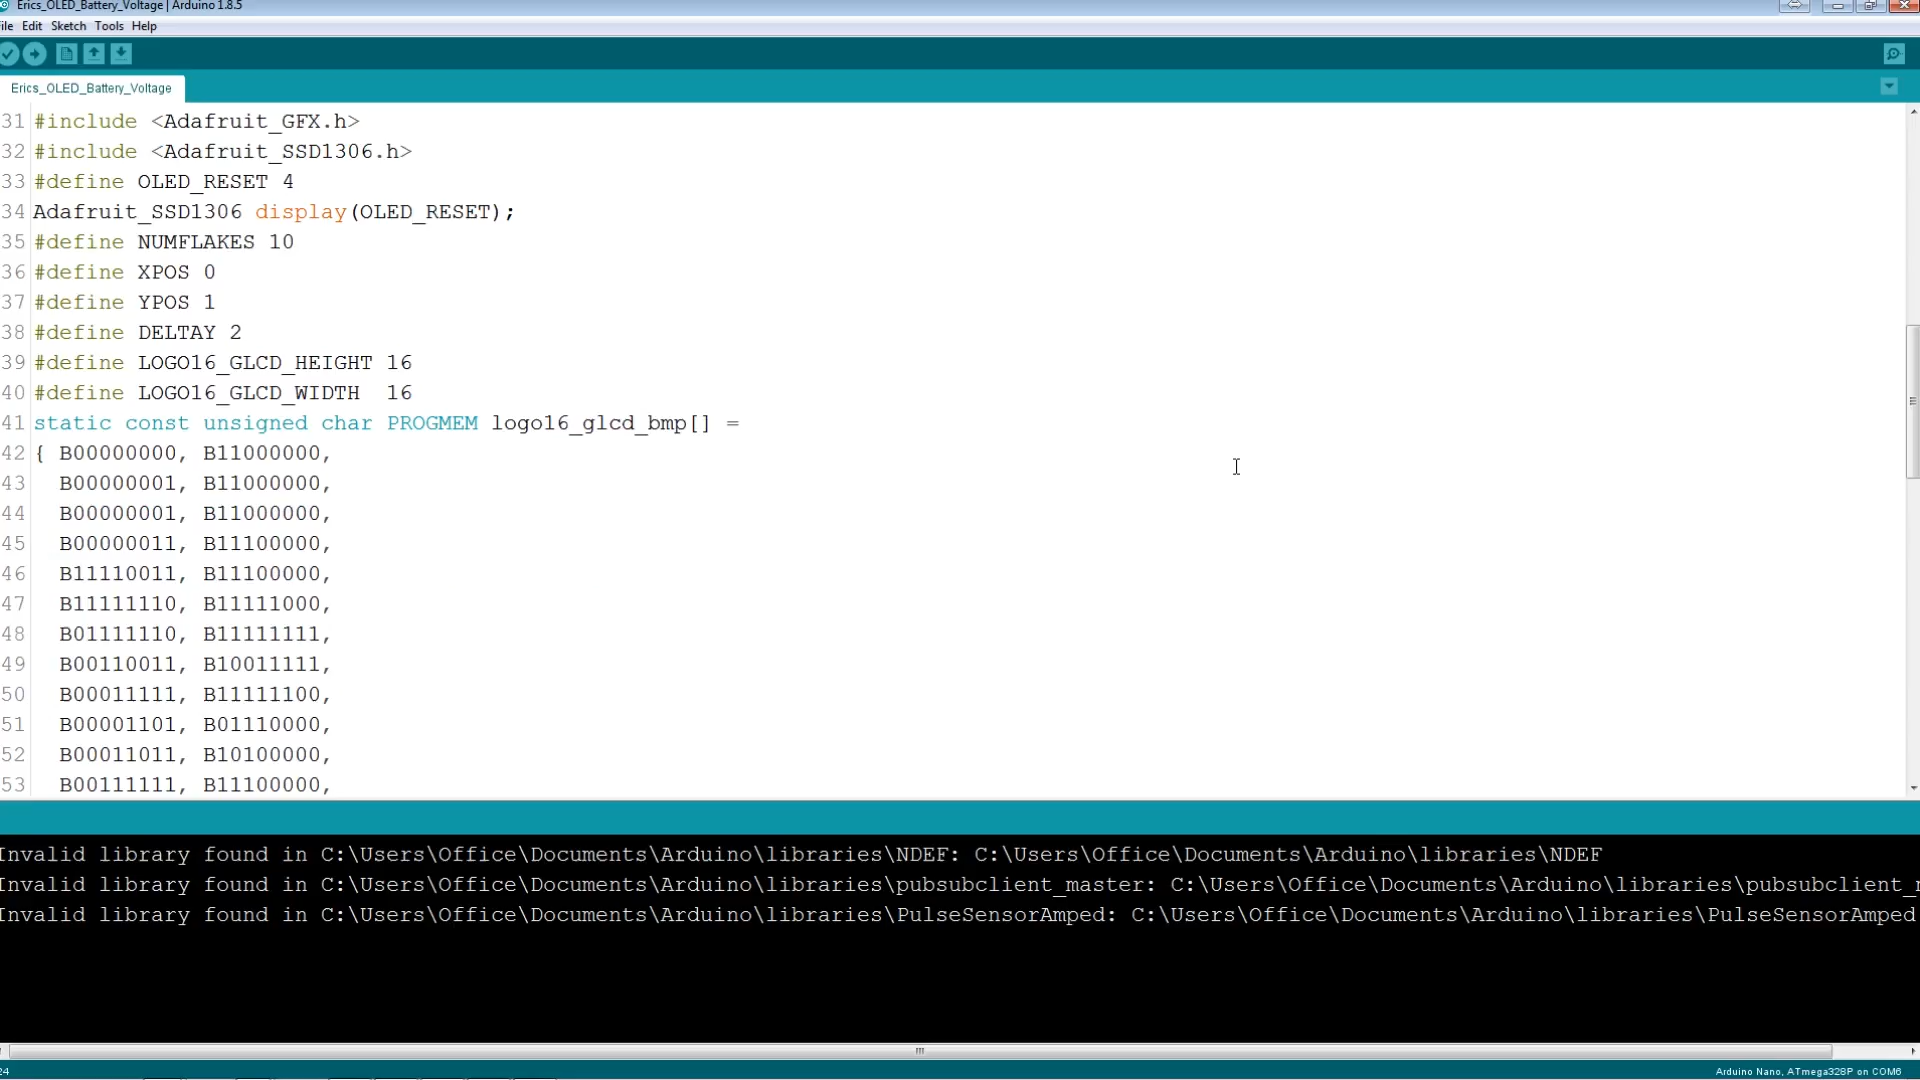 Erics_OLED_Battery_Voltage | Arduino 1.8.5
ile Edit Sketch Tools Help
Erics_OLED_Battery_Voltage
31 #include <Adafruit_GFX.h>
32 #include <Adafruit_SSD1306.h>
33 #define OLED_RESET 4
34 Adafruit_SSD1306 display(OLED_RESET);
35 #define NUMFLAKES 10
36 #define XPOS 0
37 #define YPOS 1
38 #define DELTAY 2
39 #define LOGO16_GLCD_HEIGHT 16
40 #define LOGO16_GLCD_WIDTH  16
41 static const unsigned char PROGMEM logo16_glcd_bmp[] =
42 { B00000000, B11000000,
43   B00000001, B11000000,
44   B00000001, B11000000,
45   B00000011, B11100000,
46   B11110011, B11100000,
47   B11111110, B11111000,
48   B01111110, B11111111,
49   B00110011, B10011111,
50   B00011111, B11111100,
51   B00001101, B01110000,
52   B00011011, B10100000,
53   B00111111, B11100000,
Invalid library found in C:\Users\Office\Documents\Arduino\libraries\NDEF: C:\Users\Office\Documents\Arduino\libraries\NDEF
Invalid library found in C:\Users\Office\Documents\Arduino\libraries\pubsubclient_master: C:\Users\Office\Documents\Arduino\libraries\pubsubclient_
Invalid library found in C:\Users\Office\Documents\Arduino\libraries\PulseSensorAmped: C:\Users\Office\Documents\Arduino\libraries\PulseSensorAmped
24
Arduino Nano, ATmega328P on COM6